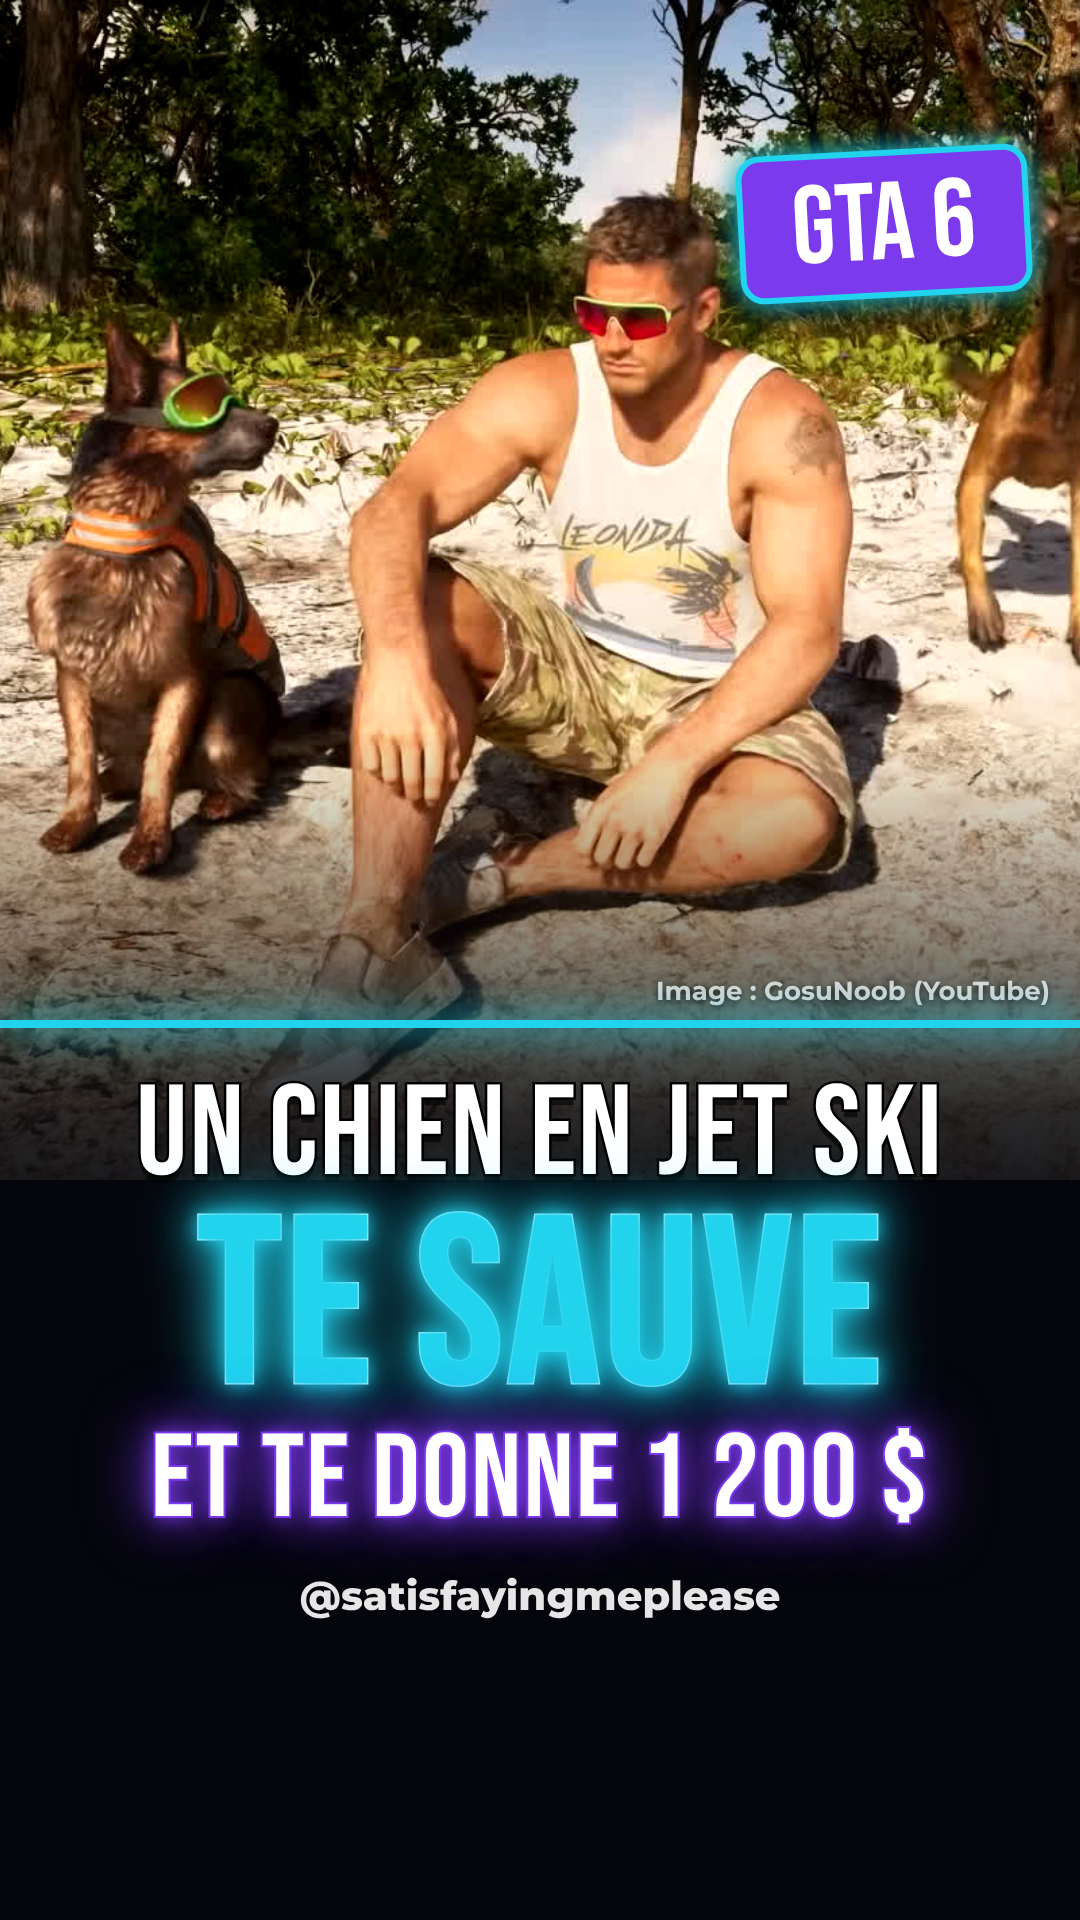 GTA 6
LEONIDA
Image : GosuNoob (YouTube)
UN CHIEN EN JET SKI
TE SAUVE
ET TE DONNE 1 200 $
@satisfayingmeplease